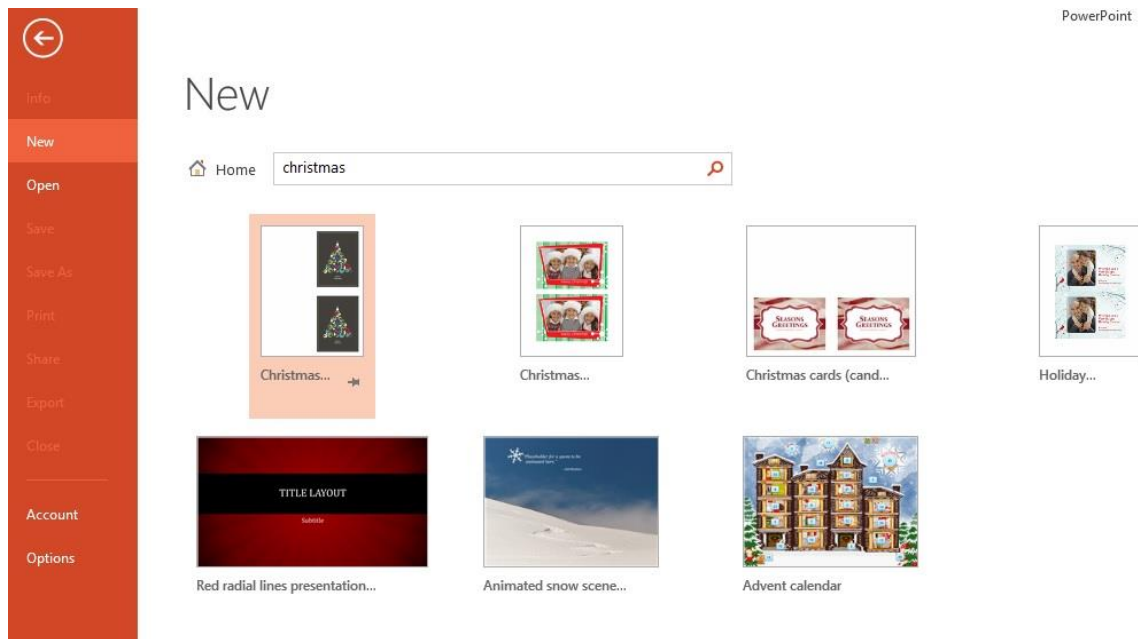 PowerPoint
Info
New
Open
Save
Save As
Print
Share
Export
Close
Account
Options
New
Home
christmas
Christmas...
Christmas...
SEASONS
GREETINGS
SEASONS
GREETINGS
Christmas cards (cand...
Holiday...
TITLE LAYOUT
Subtitle
Red radial lines presentation...
Animated snow scene...
Advent calendar